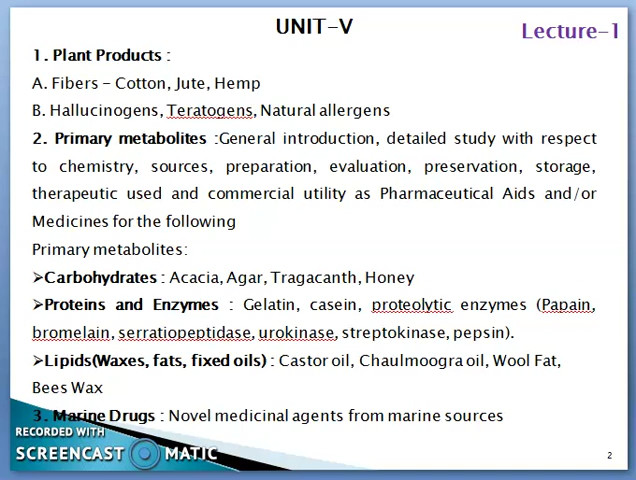 UNIT-V
Lecture-1
1. Plant Products :
A. Fibers - Cotton, Jute, Hemp
B. Hallucinogens, Teratogens, Natural allergens
2. Primary metabolites :General introduction, detailed study with respect
to chemistry, sources, preparation, evaluation, preservation, storage,
therapeutic used and commercial utility as Pharmaceutical Aids and/or
Medicines for the following
Primary metabolites:
➢Carbohydrates : Acacia, Agar, Tragacanth, Honey
➢Proteins and Enzymes : Gelatin, casein, proteolytic enzymes (Papain,
bromelain, serratiopeptidase, urokinase, streptokinase, pepsin).
➢Lipids(Waxes, fats, fixed oils) : Castor oil, Chaulmoogra oil, Wool Fat,
Bees Wax
3. Marine Drugs : Novel medicinal agents from marine sources
RECORDED WITH
SCREENCAST MATIC
2